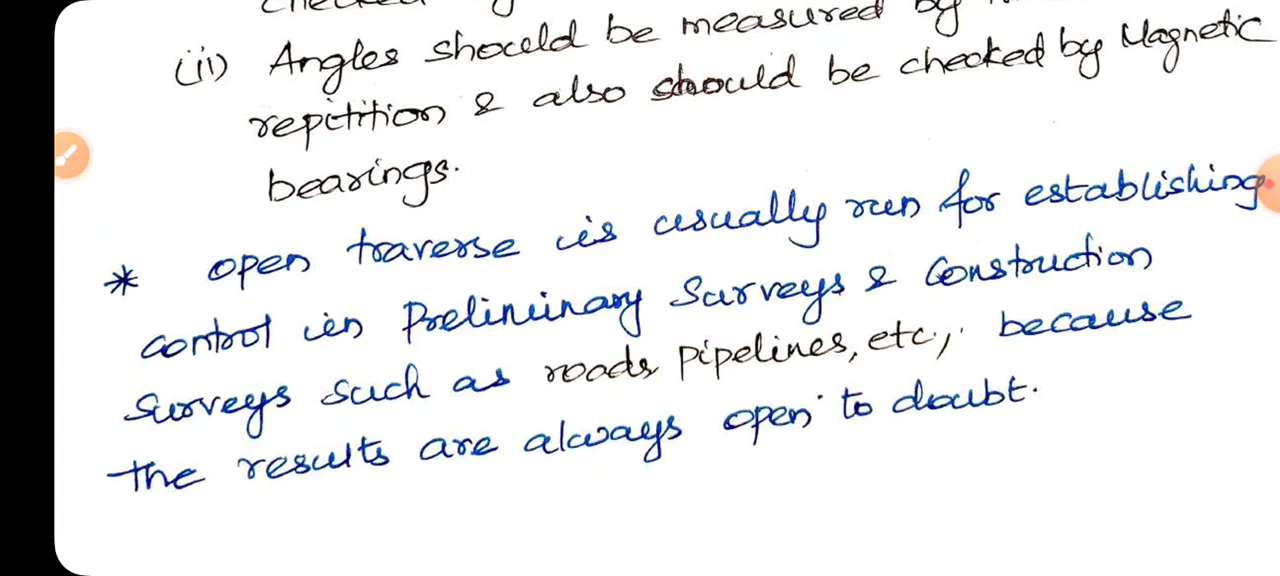 (ii) Angles should be measured by
repitition & also should be checked by Magnetic
bearings.
* open traverse is usually run for establishing
control in Preliminary Surveys & Construction
surveys such as roads, pipelines, etc., because
the results are always open to doubt.